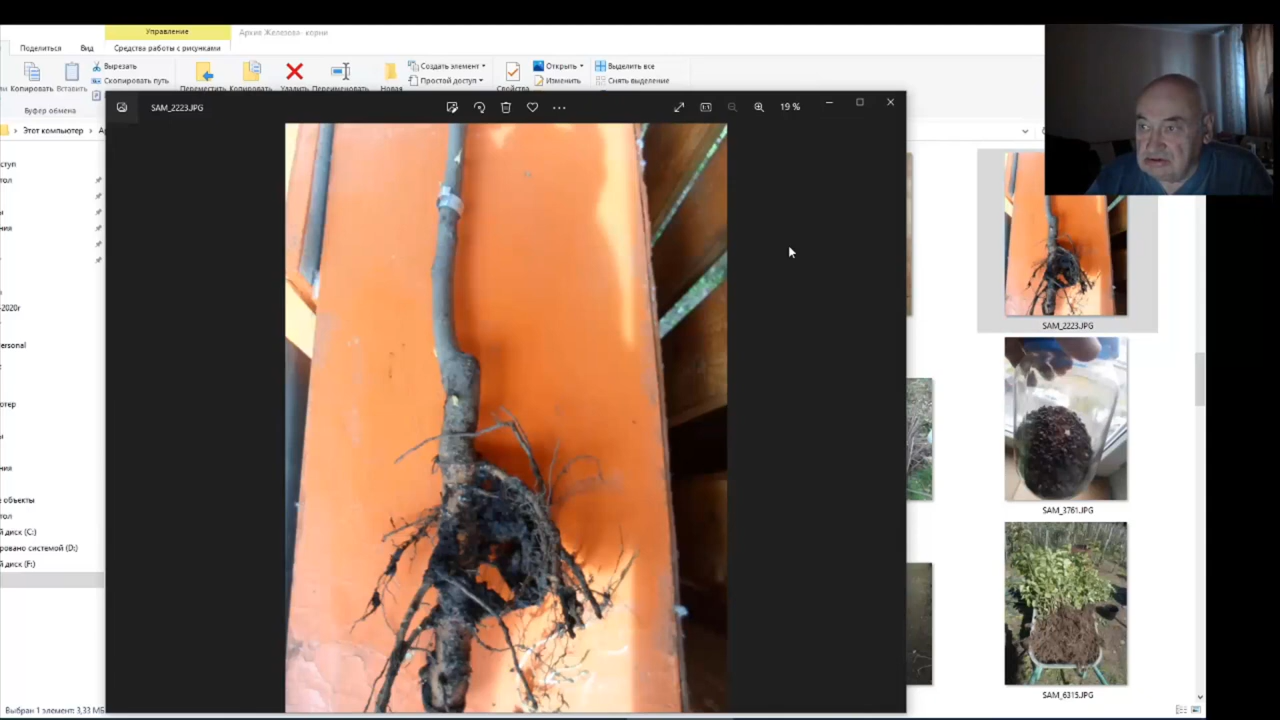 Управление
Архив Железова- корни
Поделиться
Вид
Средства работы с рисунками
Копировать
Вставить
Вырезать
Скопировать путь
Переместить
Копировать
Удалить
Переименовать
Новая
Создать элемент
Простой доступ
Свойства
Открыть
Изменить
Выделить все
Снять выделение
Буфер обмена
Этот компьютер
SAM_2223.JPG
19 %
SAM_2223.JPG
SAM_3761.JPG
SAM_6315.JPG
-2020г
ersonal
объекты
й диск (C:)
ровано системой (D:)
й диск (F:)
Выбран 1 элемент: 3,33 МБ